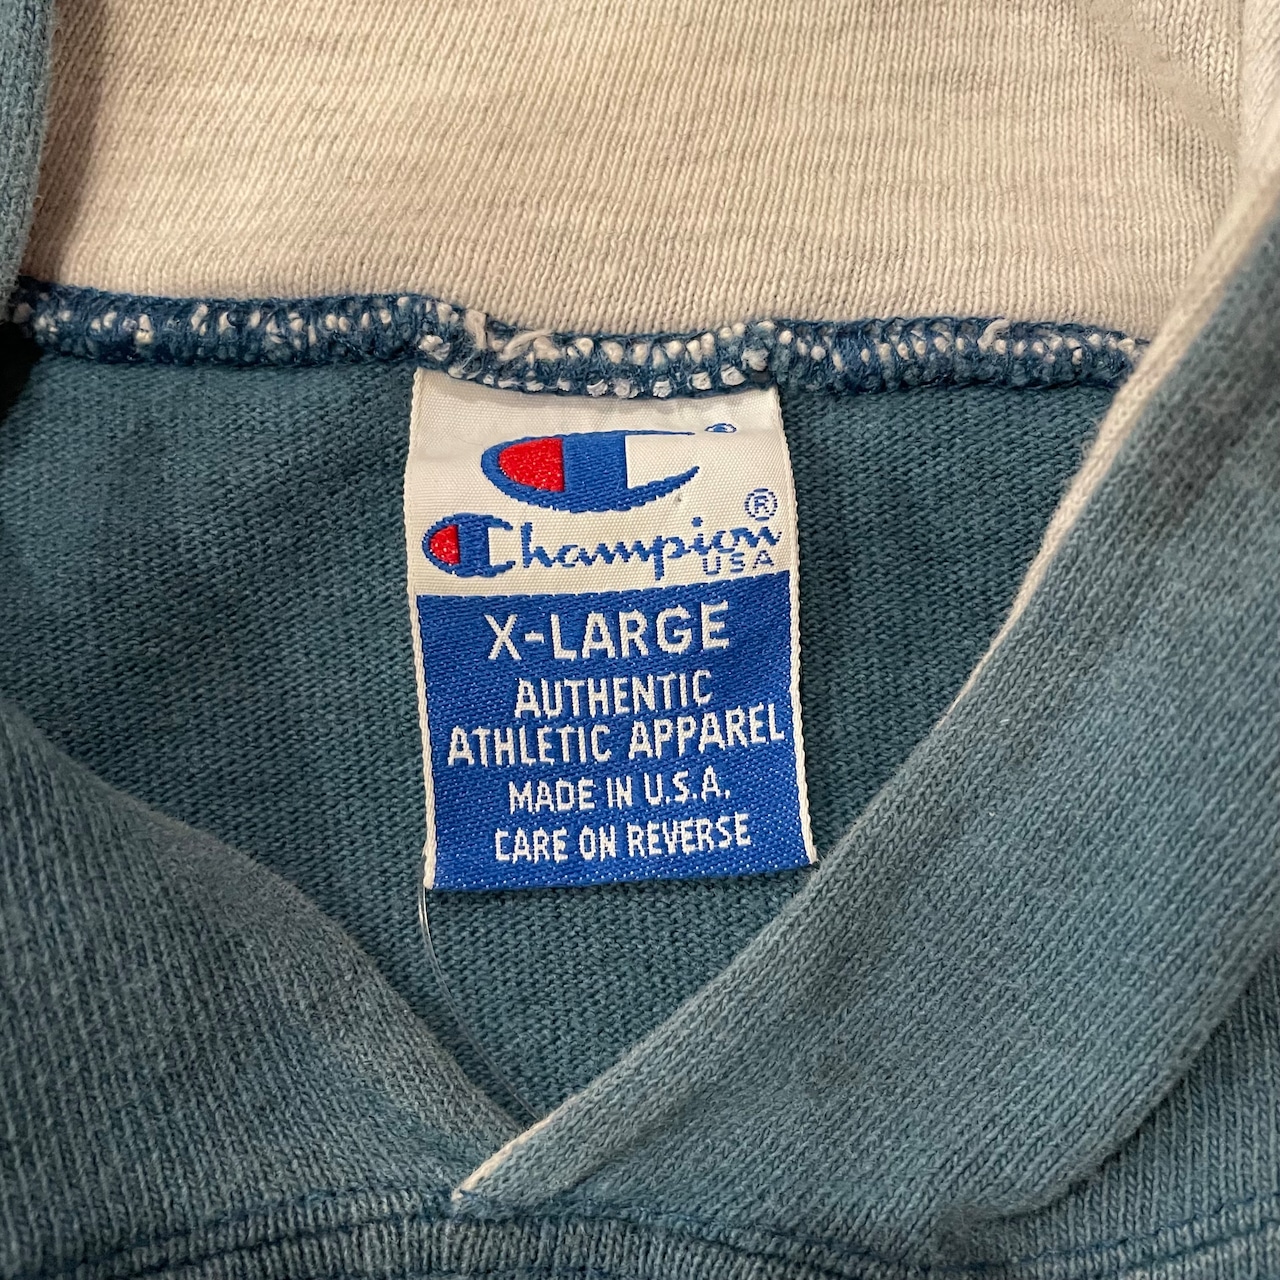 Champion®
USA
X-LARGE
AUTHENTIC
ATHLETIC APPAREL
MADE IN U.S.A.
CARE ON REVERSE